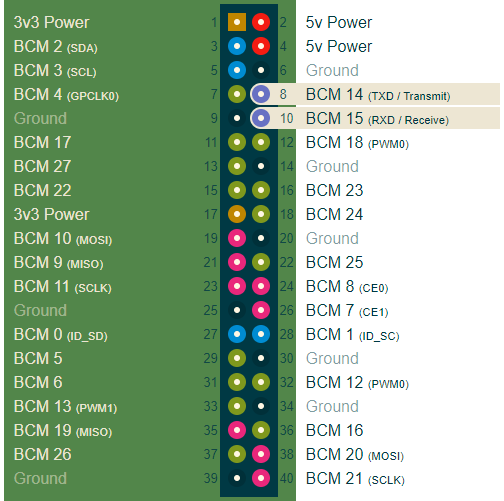 3v3 Power 1 2 5v Power
BCM 2 (SDA) 3 4 5v Power
BCM 3 (SCL) 5 6 Ground
BCM 4 (GPCLK0) 7 8 BCM 14 (TXD / Transmit)
Ground 9 10 BCM 15 (RXD / Receive)
BCM 17 11 12 BCM 18 (PWM0)
BCM 27 13 14 Ground
BCM 22 15 16 BCM 23
3v3 Power 17 18 BCM 24
BCM 10 (MOSI) 19 20 Ground
BCM 9 (MISO) 21 22 BCM 25
BCM 11 (SCLK) 23 24 BCM 8 (CE0)
Ground 25 26 BCM 7 (CE1)
BCM 0 (ID_SD) 27 28 BCM 1 (ID_SC)
BCM 5 29 30 Ground
BCM 6 31 32 BCM 12 (PWM0)
BCM 13 (PWM1) 33 34 Ground
BCM 19 (MISO) 35 36 BCM 16
BCM 26 37 38 BCM 20 (MOSI)
Ground 39 40 BCM 21 (SCLK)